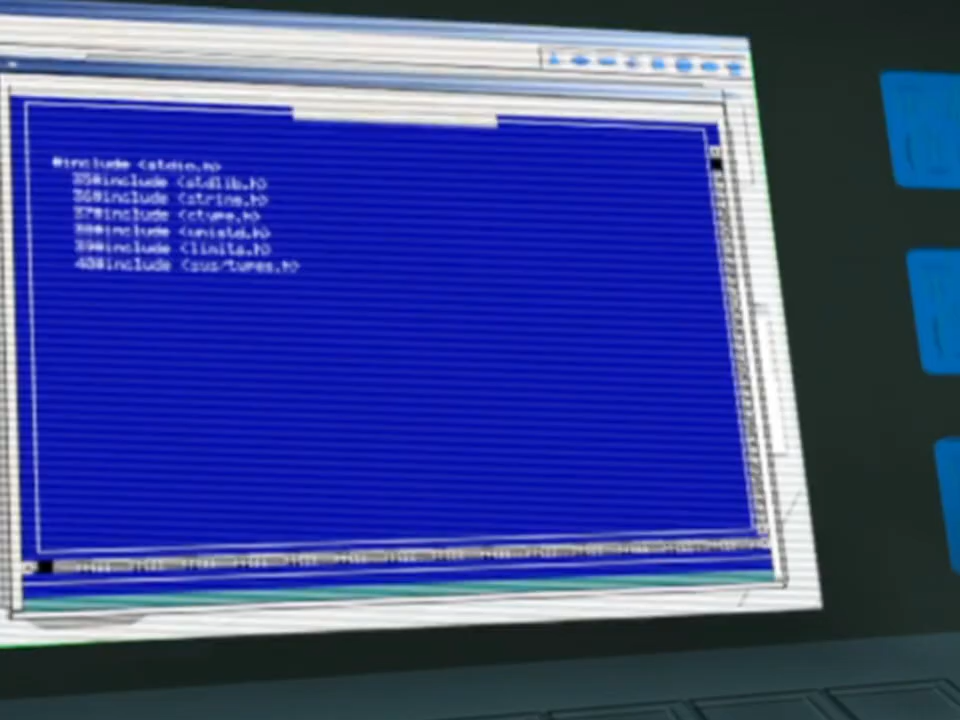 #include <stdio.h>
35#include <stdlib.h>
36#include <string.h>
37#include <ctype.h>
38#include <unistd.h>
39#include <limits.h>
40#include <sys/types.h>